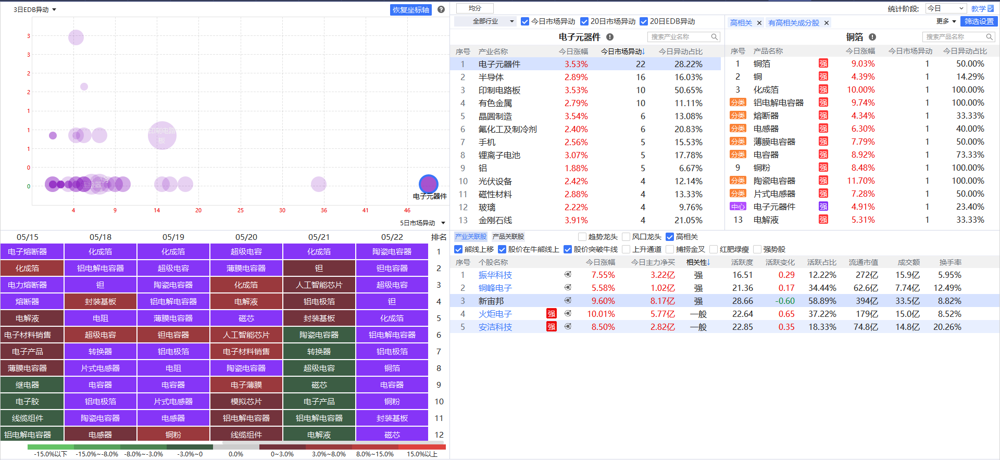 3日EDB异动
恢复坐标轴
3
3
2
2
1
1
1
0
0
印制电路板
连接器
电子元器件
4 9 14 20 25 30 36 41 46
5日市场异动
均分
统计阶段: 今日 教学
全部行业 今日市场异动 20日市场异动 20日EDB异动
电子元器件 搜索产业名称
序号 产业名称 今日涨幅 今日市场异动↓ 今日异动占比
1 电子元器件 3.53% 22 28.22%
2 半导体 2.89% 16 16.03%
3 印制电路板 3.53% 10 50.65%
4 有色金属 2.79% 10 11.11%
5 晶圆制造 3.54% 6 13.08%
6 氟化工及制冷剂 2.40% 6 20.83%
7 手机 2.56% 5 15.53%
8 锂离子电池 3.07% 5 17.78%
9 铝 1.88% 5 6.67%
10 光伏设备 2.42% 4 12.14%
11 磁性材料 2.88% 4 13.33%
12 玻璃 2.22% 4 9.76%
13 金刚石线 3.91% 4 21.05%
高相关 × 有高相关成分股 × 更多 筛选设置
铜箔 搜索产品名称
序号 产品名称 今日涨幅 今日市场异动 今日异动占比
1 铜箔 强 9.03% 1 50.00%
2 铜 强 4.39% 1 14.29%
3 化成箔 强 10.00% 1 100.00%
分类 铝电解电容器 强 9.74% 1 100.00%
分类 熔断器 强 4.34% 1 33.33%
分类 电感器 强 6.30% 1 40.00%
分类 薄膜电容器 强 7.79% 1 50.00%
分类 电容器 强 8.92% 1 73.33%
9 铜粉 强 8.48% 1 100.00%
分类 陶瓷电容器 强 11.70% 1 100.00%
分类 片式电感器 强 7.28% 1 50.00%
中心 电子元器件 强 4.91% 1 23.40%
13 电解液 强 5.31% 1 33.33%
05/15 05/18 05/19 05/20 05/21 05/22 排名
电子熔断器 化成箔 化成箔 超级电容 化成箔 陶瓷电容器 1
化成箔 铝电解电容器 超级电容 薄膜电容器 钽 钽电容器 2
电力熔断器 钽 陶瓷电容器 化成箔 人工智能芯片 超级电容 3
熔断器 封装基板 铝电解电容器 电解液 铝电极箔 钽 4
电解液 电阻 薄膜电容器 磁芯 封装基板 化成箔 5
电子材料销售 超级电容 钽电容器 人工智能芯片 陶瓷电容器 铝电解电容器 6
电子产品 转换器 铝电极箔 电子材料销售 转换器 铝电极箔 7
薄膜电容器 片式电感器 电阻 陶瓷电容器 超级电容 铜箔 8
继电器 电容器 电容器 电子薄膜 磁芯 电容器 9
电子胶 铝电极箔 片式电感器 模拟芯片 电子产品 铜粉 10
线缆组件 陶瓷电容器 电感器 铝电解电容器 铝电解电容器 封装基板 11
铝电解电容器 电感器 铜粉 线缆组件 电解液 磁芯 12
-15.0%以下 -15.0%~-8.0% -8.0%~-3.0% -3.0%~0 0.0% 0~3.0% 3.0%~8.0% 8.0%~15.0% 15.0%以上
产业关联股 产品关联股 趋势龙头 风口龙头 高相关
能线上移 股价在牛能线上 股价突破牛线 上升通道 捕捞金叉 红肥绿瘦 强势股
序号 个股名称 今日涨幅 今日主力净买 相关性↓ 活跃度 活跃变化 活跃占比 流通市值 成交额 换手率
1 振华科技 7.55% 3.22亿 强 16.51 0.29 12.22% 272亿 15.9亿 5.95%
2 铜峰电子 5.58% 1.02亿 强 21.36 0.17 34.44% 62.6亿 7.74亿 12.49%
3 新宙邦 9.60% 8.17亿 强 28.66 -0.60 58.89% 394亿 33.5亿 8.82%
4 火炬电子 强 10.01% 5.77亿 一般 22.64 0.65 37.22% 179亿 15.0亿 8.52%
5 安洁科技 强 8.50% 2.82亿 一般 22.85 0.35 18.33% 74.8亿 14.8亿 20.26%